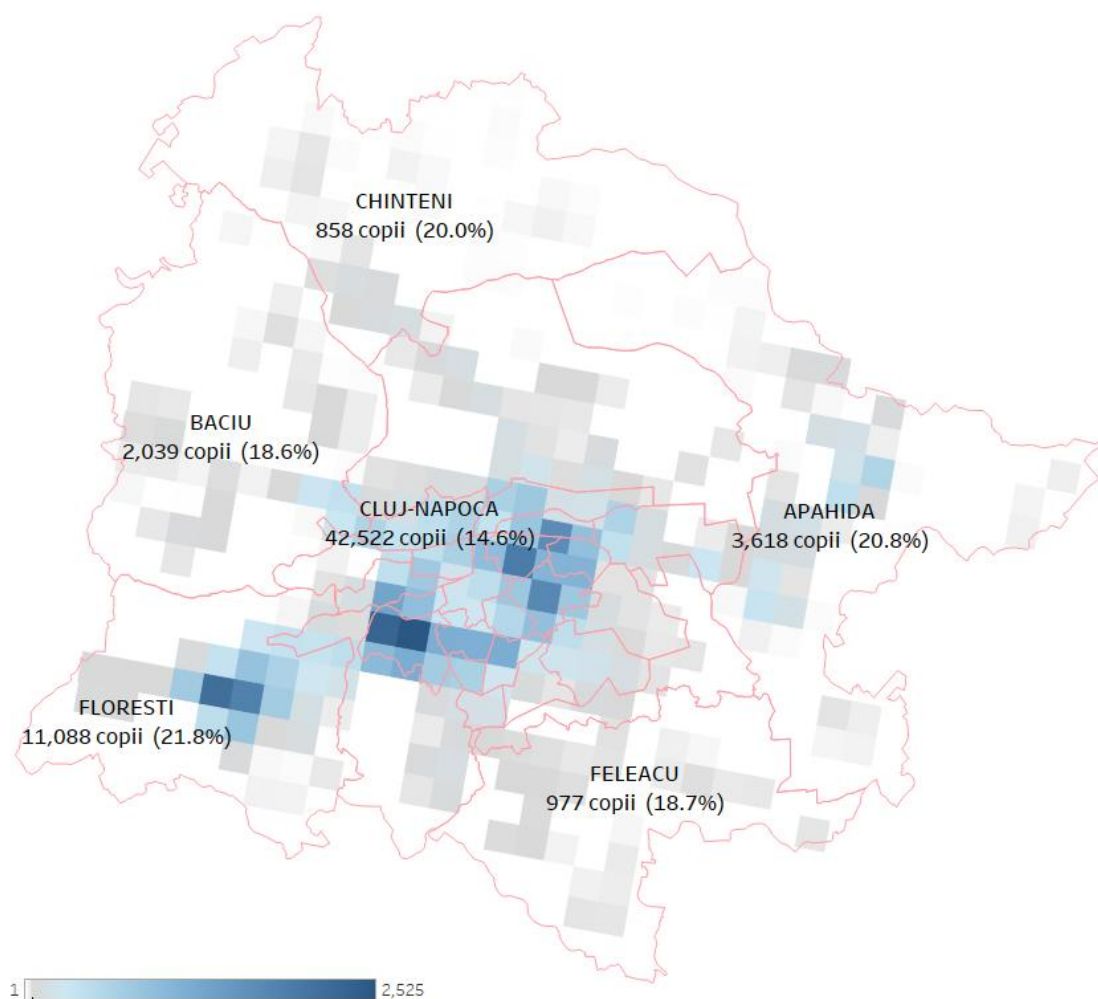 CHINTENI
858 copii (20.0%)
BACIU
2,039 copii (18.6%)
CLUJ-NAPOCA
42,522 copii (14.6%)
APAHIDA
3,618 copii (20.8%)
FLORESTI
11,088 copii (21.8%)
FELEACU
977 copii (18.7%)
1 2,525